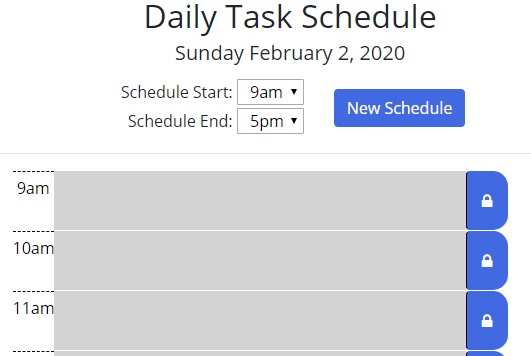 Daily Task Schedule
Sunday February 2, 2020
Schedule Start: 9am
Schedule End: 5pm
New Schedule
9am
10am
11am